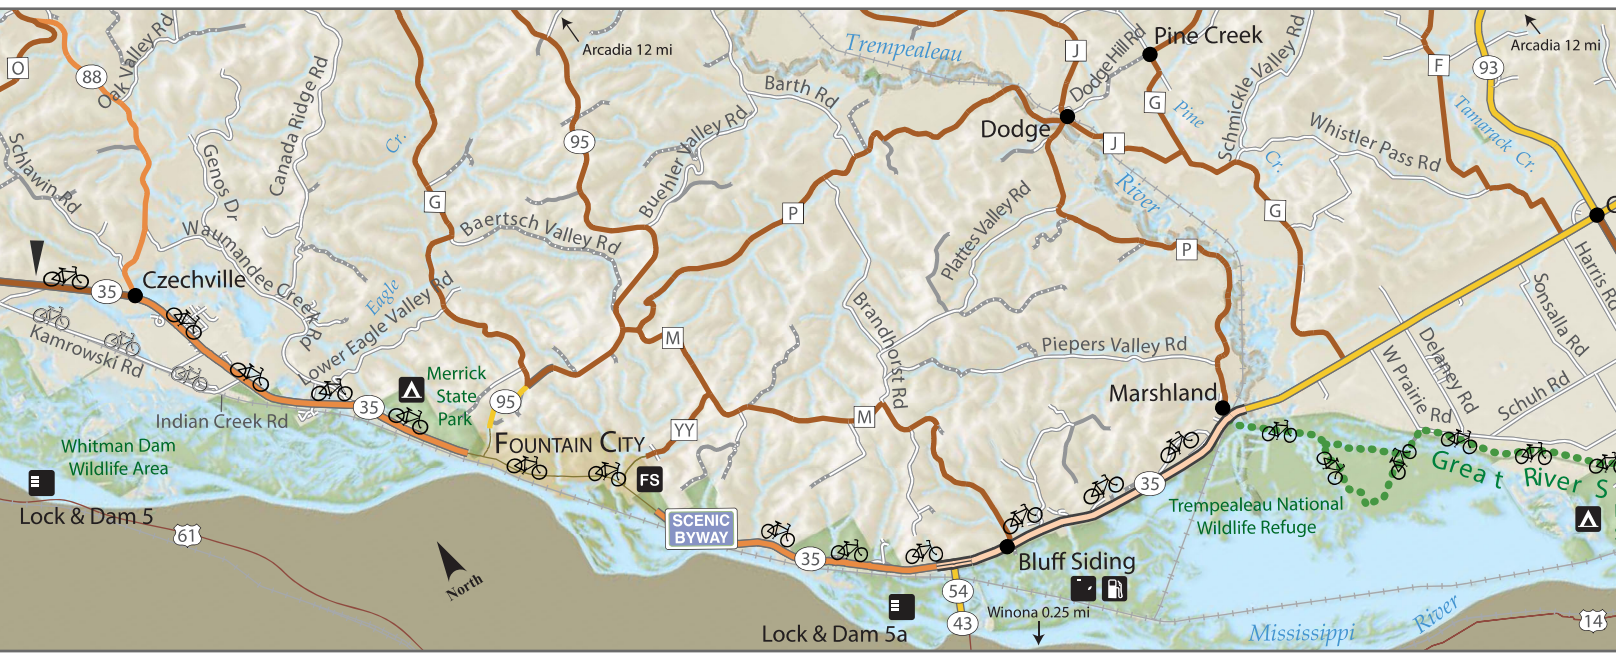 Arcadia 12 mi
Arcadia 12 mi
O
88
Oak Valley Rd
Canada Ridge Rd
Schlawin Rd
Genos Dr
Cr.
95
G
Barth Rd
Buehler Valley Rd
Baertsch Valley Rd
Trempealeau
J
Dodge Hill Rd
Pine Creek
G
Pine
Cr.
Schmickle Valley Rd
Dodge
J
River
Whistler Pass Rd
F
93
Tamarack Cr.
G
P
P
Plattes Valley Rd
Waumandee Creek Rd
Czechville
35
Kamrowski Rd
Eagle
Lower Eagle Valley Rd
Indian Creek Rd
35
Merrick
State
Park
95
Whitman Dam
Wildlife Area
Lock & Dam 5
61
North
FOUNTAIN CITY
FS
M
YY
M
Brandhorst Rd
Piepers Valley Rd
Marshland
SCENIC
BYWAY
35
35
Bluff Siding
54
43
Winona 0.25 mi
Lock & Dam 5a
Trempealeau National
Wildlife Refuge
Great River S
W Prairie Rd
Delaney Rd
Sonsalla Rd
Schuh Rd
Harris R
Mississippi River
14